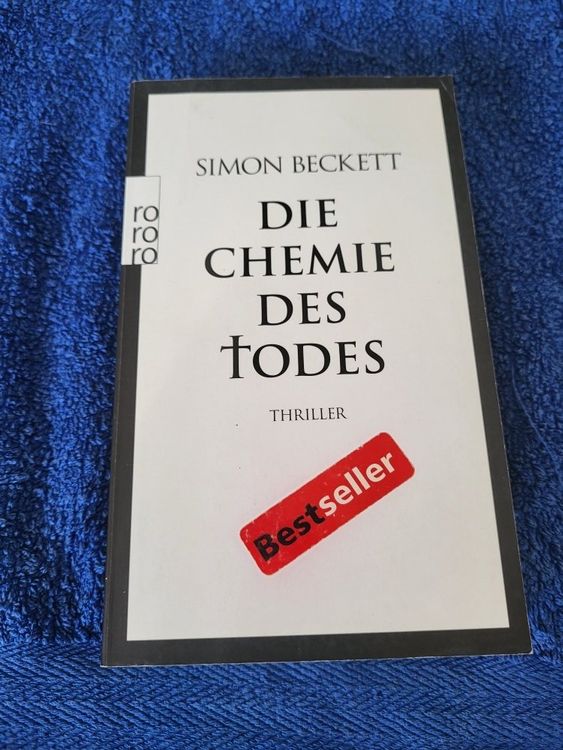 SIMON BECKETT
ro
ro
ro
DIE
CHEMIE
DES
TODES
THRILLER
Bestseller